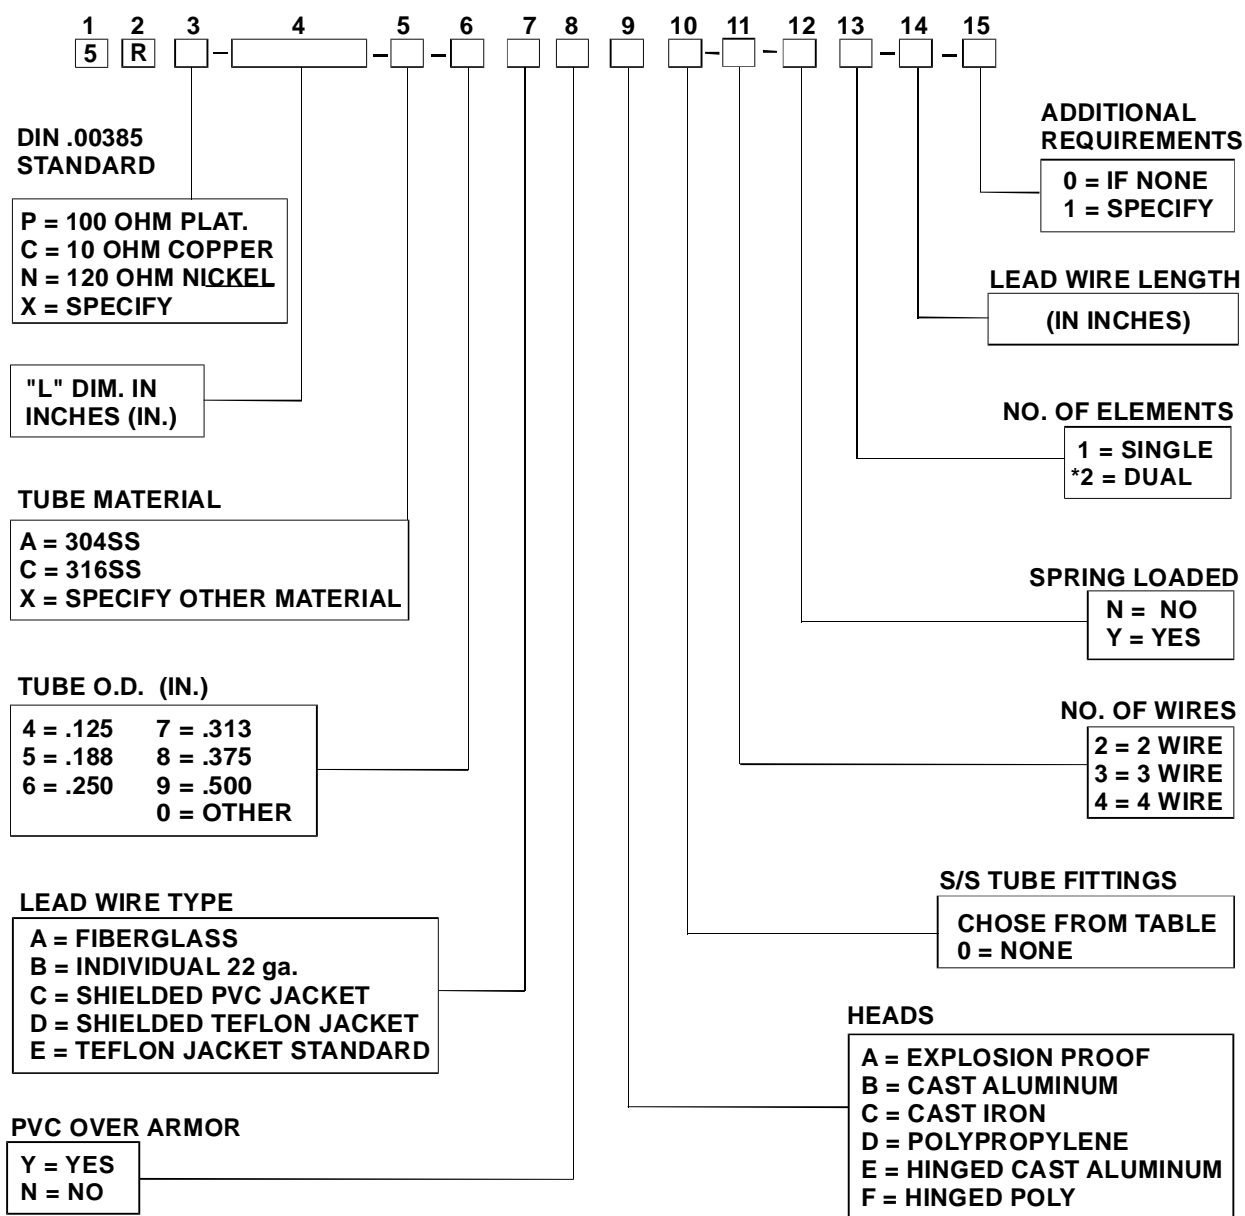 1 2 3 4 5 6 7 8 9 10 11 12 13 14 15
5 R
DIN .00385
STANDARD
P = 100 OHM PLAT.
C = 10 OHM COPPER
N = 120 OHM NICKEL
X = SPECIFY
"L" DIM. IN
INCHES (IN.)
TUBE MATERIAL
A = 304SS
C = 316SS
X = SPECIFY OTHER MATERIAL
TUBE O.D. (IN.)
4 = .125 7 = .313
5 = .188 8 = .375
6 = .250 9 = .500
0 = OTHER
LEAD WIRE TYPE
A = FIBERGLASS
B = INDIVIDUAL 22 ga.
C = SHIELDED PVC JACKET
D = SHIELDED TEFLON JACKET
E = TEFLON JACKET STANDARD
PVC OVER ARMOR
Y = YES
N = NO
ADDITIONAL
REQUIREMENTS
0 = IF NONE
1 = SPECIFY
LEAD WIRE LENGTH
(IN INCHES)
NO. OF ELEMENTS
1 = SINGLE
*2 = DUAL
SPRING LOADED
N = NO
Y = YES
NO. OF WIRES
2 = 2 WIRE
3 = 3 WIRE
4 = 4 WIRE
S/S TUBE FITTINGS
CHOSE FROM TABLE
0 = NONE
HEADS
A = EXPLOSION PROOF
B = CAST ALUMINUM
C = CAST IRON
D = POLYPROPYLENE
E = HINGED CAST ALUMINUM
F = HINGED POLY